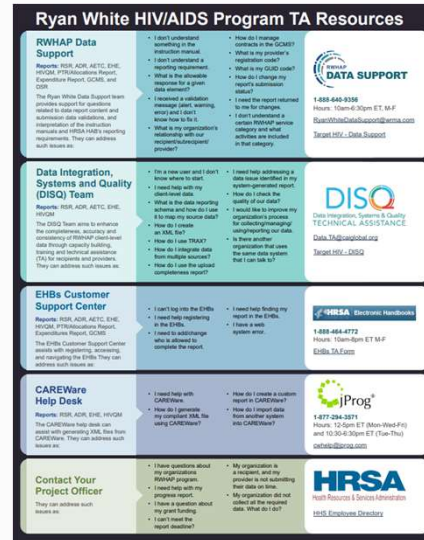 Ryan White HIV/AIDS Program TA Resources
RWHAP Data
Support
Reports: RSR, ADR, AETC, EHE,
HIVQM, PTR/Allocations Report,
Expenditure Report, GCMS, and
DSR
The Ryan White Data Support team
provides support for questions
related to data report content and
submission data validations, and
interpretation of the instruction
manuals and HRSA HAB's reporting
requirements. They can address
such issues as:
• I don't understand
something in the
instruction manual.
• I don't understand a
reporting requirement.
• What is the allowable
response for a given
data element?
• I received a validation
message (alert, warning,
error) and I don't
know how to fix it.
• What is my organization's
relationship with our
recipient/subrecipient/
provider?
• How do I manage
contracts in the GCMS?
• What is my provider's
registration code?
• What is my GUID code?
• How do I change my
report's submission
status?
• I need the report returned
to me for changes.
• I don't understand a
certain RWHAP service
category and what
activities are included
in that category.
RWHAP
DATA SUPPORT
1-888-640-9356
Hours: 10am-6:30pm ET, M-F
RyanWhiteDataSupport@wrma.com
Target HIV - Data Support
Data Integration,
Systems and Quality
(DISQ) Team
Reports: RSR, ADR, AETC, EHE,
HIVQM
The DISQ Team aims to enhance
the completeness, accuracy and
consistency of RWHAP client-level
data through capacity building,
training and technical assistance
(TA) for recipients and providers.
They can address such issues as:
• I'm a new user and I don't
know where to start.
• I need help with my
client-level data.
• What is the data reporting
schema and how do I use
it to map my source data?
• How do I create
an XML file?
• How do I use TRAX?
• How do I integrate data
from multiple sources?
• How do I use the upload
completeness report?
• I need help addressing a
data issue identified in my
system-generated report.
• How do I check the
quality of our data?
• I would like to improve my
organization's process
for collecting/managing/
using/reporting our data.
• Is there another
organization that uses
the same data system
that I can talk to?
DISQ
Data Integration, Systems & Quality
TECHNICAL ASSISTANCE
Data.TA@caiglobal.org
Target HIV - DISQ
EHBs Customer
Support Center
Reports: RSR, ADR, AETC, EHE,
HIVQM, PTR/Allocations Report,
Expenditures Report, GCMS
The EHBs Customer Support Center
assists with registering, accessing,
and navigating the EHBs They can
address such issues as:
• I can't log into the EHBs
• I need help registering
in the EHBs.
• I need to add/change
who is allowed to
complete the report.
• I need help finding my
report in the EHBs.
• I have a web
system error.
HRSA Electronic Handbooks
1-888-464-4772
Hours: 10am-8pm ET M-F
EHBs TA Form
CAREWare
Help Desk
Reports: RSR, ADR, EHE, HIVQM
The CAREWare help desk can
assist with generating XML files from
CAREWare. They can address such
issues as:
• I need help with
CAREWare.
• How do I generate
my compliant XML file
using CAREWare?
• How do I create a custom
report in CAREWare?
• How do I import data
from another system
into CAREWare?
jProg
1-877-294-3571
Hours: 12-5pm ET (Mon-Wed-Fri)
and 10:30-6:30pm ET (Tue-Thu)
cwhelp@jprog.com
Contact Your
Project Officer
They can address such
issues as:
• I have questions about
my organizations
RWHAP program.
• I need help with my
progress report.
• I have a question about
my grant funding.
• I can't meet the
report deadline?
• My organization is
a recipient, and my
provider is not submitting
their data on time.
• My organization did not
collect all the required
data. What do I do?
HRSA
Health Resources & Services Administration
HHS Employee Directory